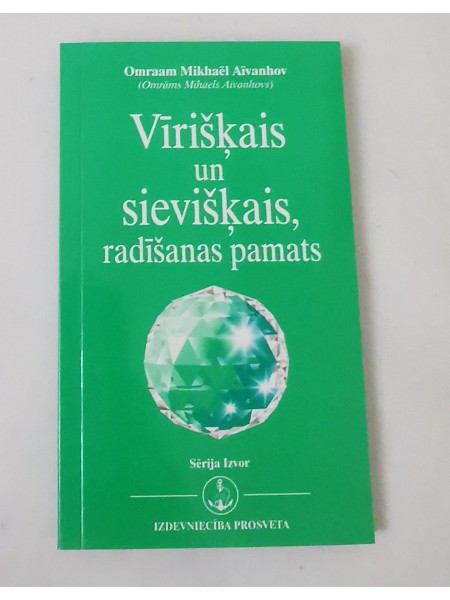 Omraam Mikhaël Aïvanhov
(Omrāms Mihaels Aivanhovs)
Vīrišķais
un
sievišķais,
radīšanas pamats
Sērija Izvor
IZDEVNIECĪBA PROSVETA